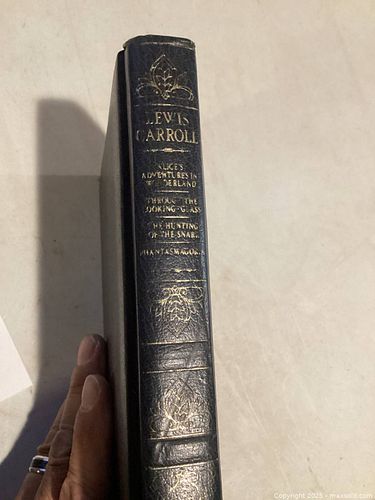 LEWIS
CARROLL
ALICE'S
ADVENTURES IN
WONDERLAND
THROUGH THE
LOOKING-GLASS
THE HUNTING
OF THE SNARK
PHANTASMAGORIA
Copyright 2025 - maxsold.com